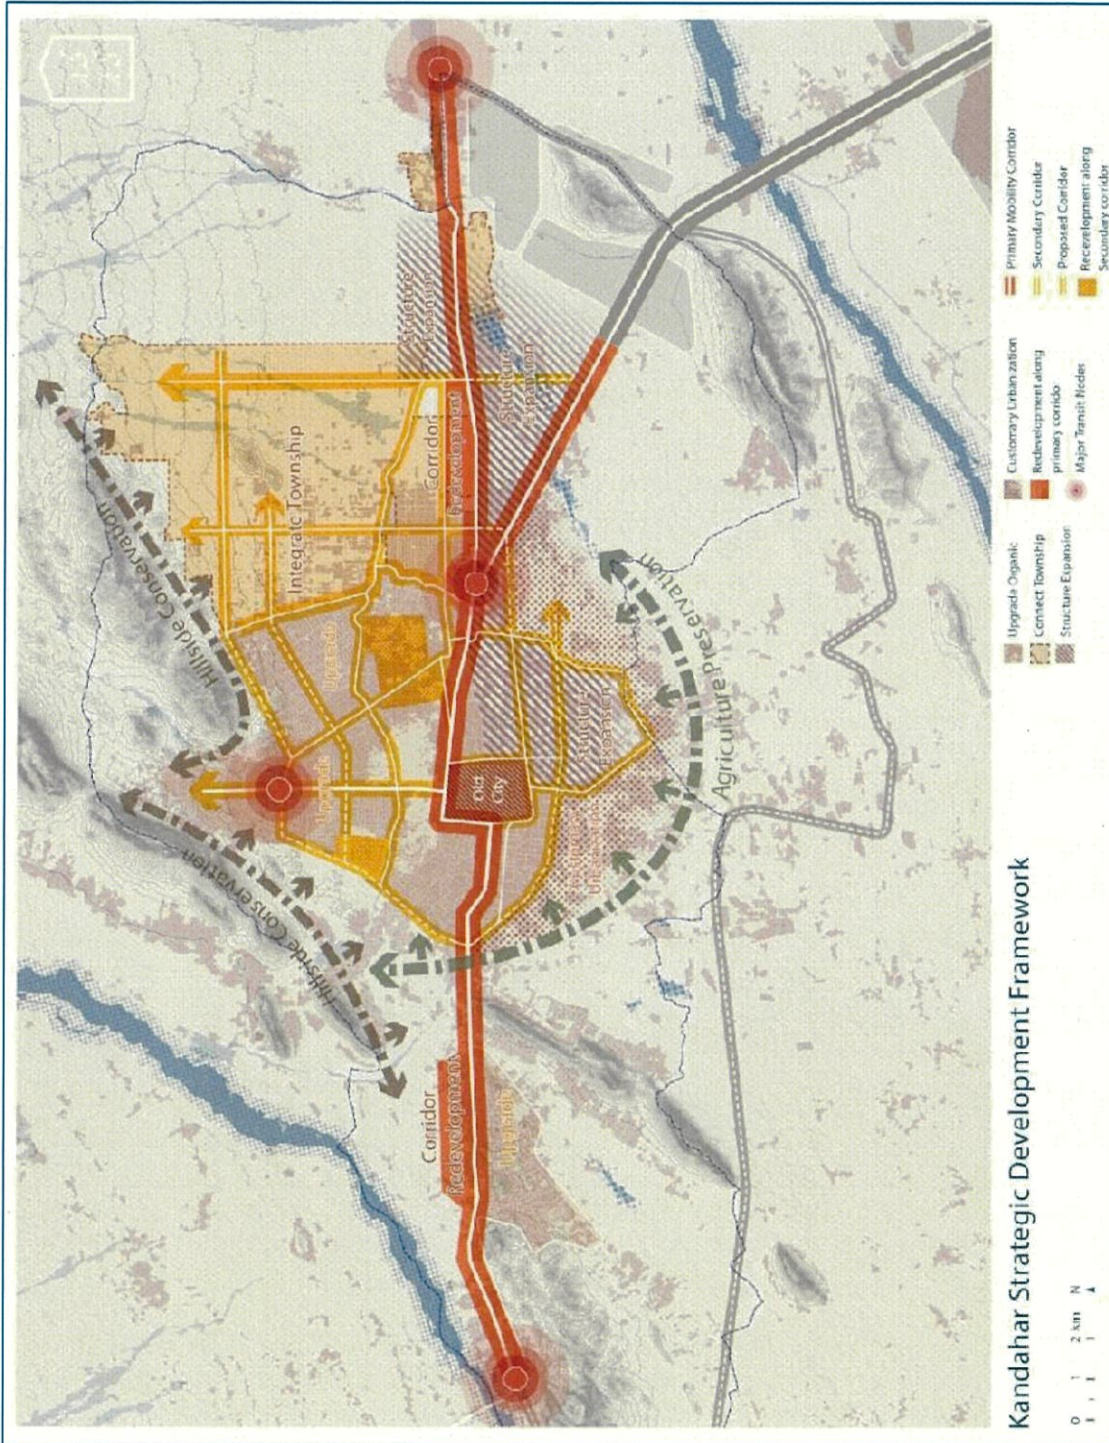 Hillside Conservation
Hillside Conservation
Upgrade
Upgrade
Integrate Township
Structure
Expansion
Corridor
Redevelopment
Structure
Expansion
Corridor
Redevelopment
Upgrade
Old
City
Structure
Expansion
Agriculture Preservation
Kandahar Strategic Development Framework
0 1 2 km N
Upgrade Organic
Connect Township
Structure Expansion
Customary Urbanization
Redevelopment along
primary corrido
Major Transit Nodes
Primary Mobility Corridor
Secondary Corridor
Proposed Corridor
Recevelopment along
Secondary corridor